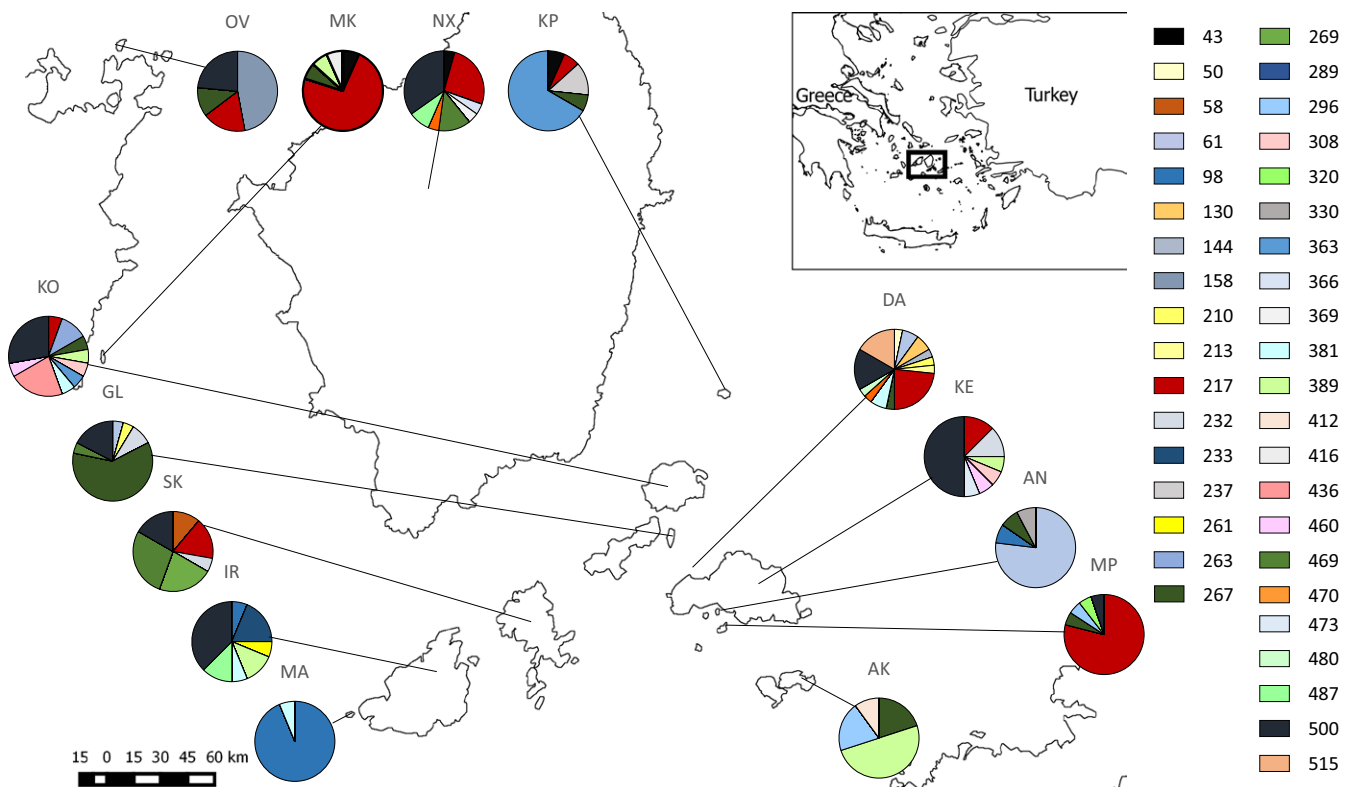 OV MK NX KP
Greece Turkey
KO
GL
SK
IR
MA
DA
KE
AN
MP
AK
15 0 15 30 45 60 km
43 269
50 289
58 296
61 308
98 320
130 330
144 363
158 366
210 369
213 381
217 389
232 412
233 416
237 436
261 460
263 469
267 470
473
480
487
500
515